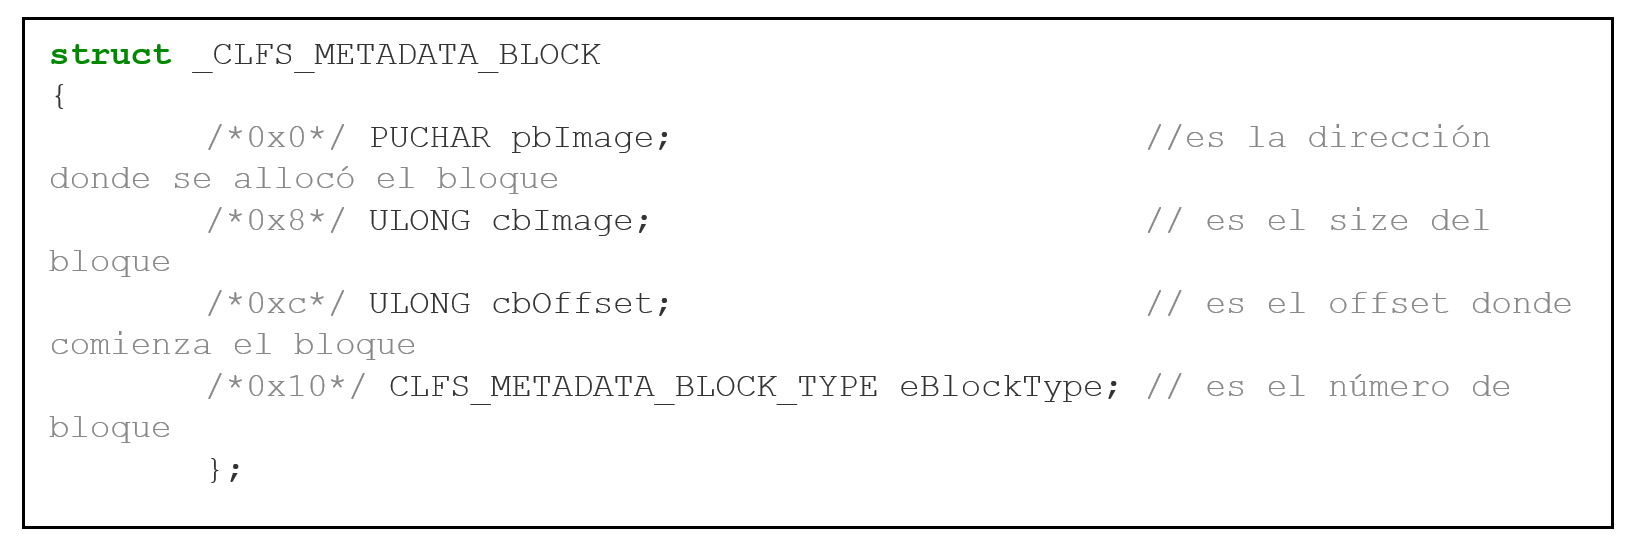 struct _CLFS_METADATA_BLOCK
{
/*0x0*/ PUCHAR pbImage; //es la dirección
donde se allocó el bloque
/*0x8*/ ULONG cbImage; // es el size del
bloque
/*0xc*/ ULONG cbOffset; // es el offset donde
comienza el bloque
/*0x10*/ CLFS_METADATA_BLOCK_TYPE eBlockType; // es el número de
bloque
};